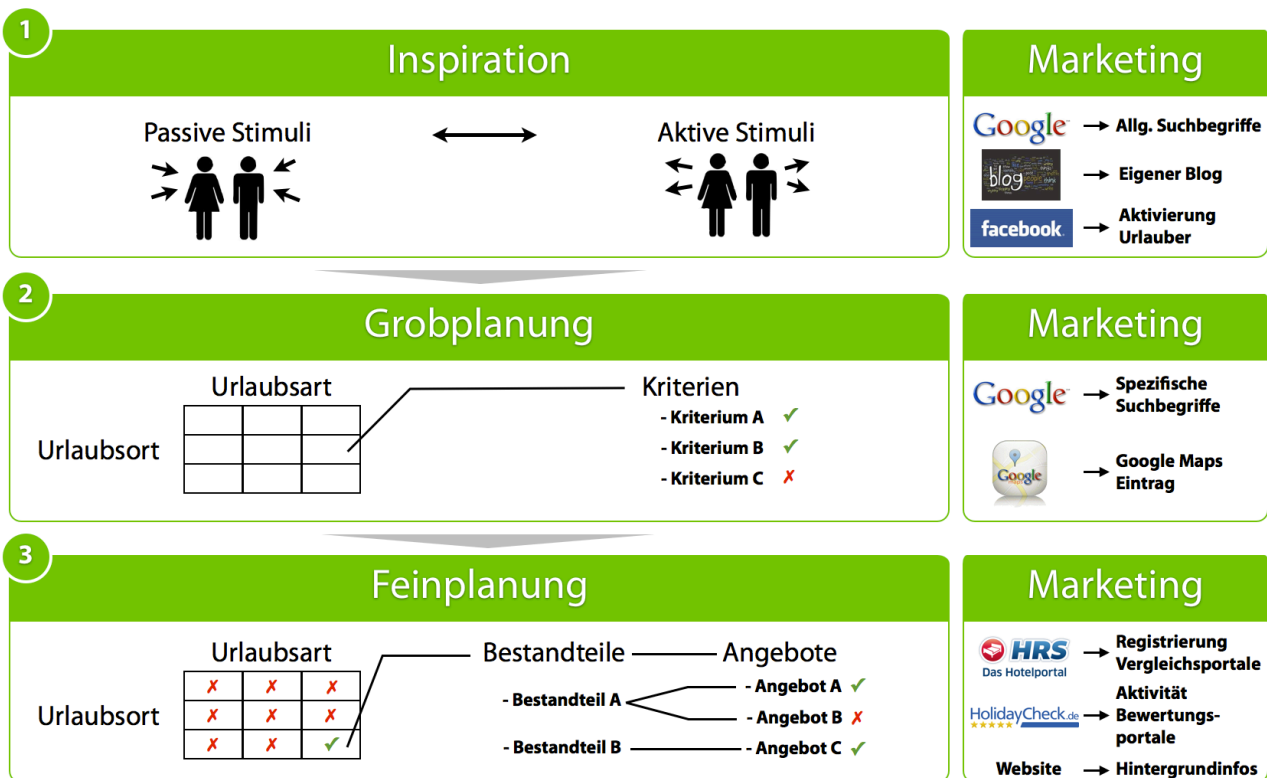 1
Inspiration
Passive Stimuli
Aktive Stimuli
Marketing
Google → Allg. Suchbegriffe
blog → Eigener Blog
facebook. → Aktivierung
Urlauber
2
Grobplanung
Urlaubsart
Urlaubsort
Kriterien
- Kriterium A ✓
- Kriterium B ✓
- Kriterium C ✗
Marketing
Google → Spezifische
Suchbegriffe
Google → Google Maps
Eintrag
3
Feinplanung
Urlaubsart
Urlaubsort
✗ ✗ ✗
✗ ✗ ✗
✗ ✗ ✓
Bestandteile
Angebote
- Bestandteil A
- Angebot A ✓
- Angebot B ✗
- Bestandteil B
- Angebot C ✓
Marketing
HRS
Das Hotelportal
→ Registrierung
Vergleichsportale
HolidayCheck.de
→ Aktivität
Bewertungs-
portale
Website → Hintergrundinfos